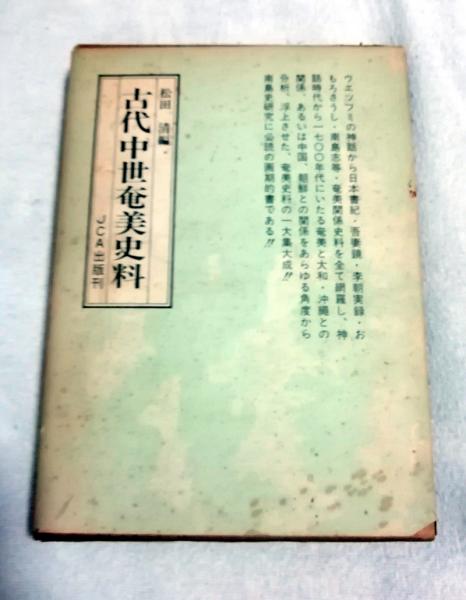 ウエツフミの神話から日本書紀・吾妻鏡・李朝実録・お
もろさうし・南島志等・奄美関係史料を全て網羅し、神
話時代から一七〇〇年代にいたる奄美と大和・沖縄との
関係、あるいは中国、朝鮮との関係をあらゆる角度から
分析、浮上させた、奄美史料の一大集大成!!
南島史研究に必読の画期的書である!!
松田 清編
古代中世奄美史料
JCA出版刊